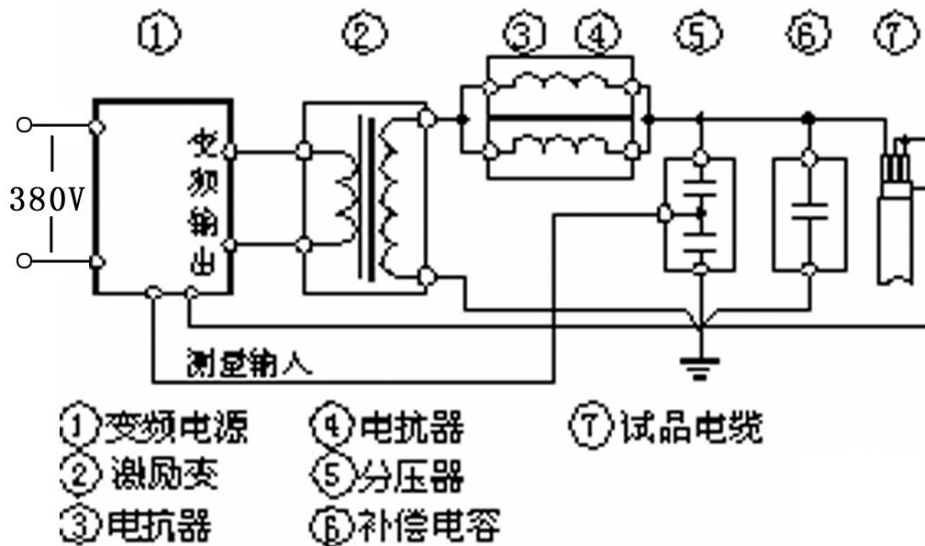 ① ② ③ ④ ⑤ ⑥ ⑦
380V
变频输出
测量输入
①变频电源 ④电抗器 ⑦试品电缆
②激励变 ⑤分压器
③电抗器 ⑥补偿电容